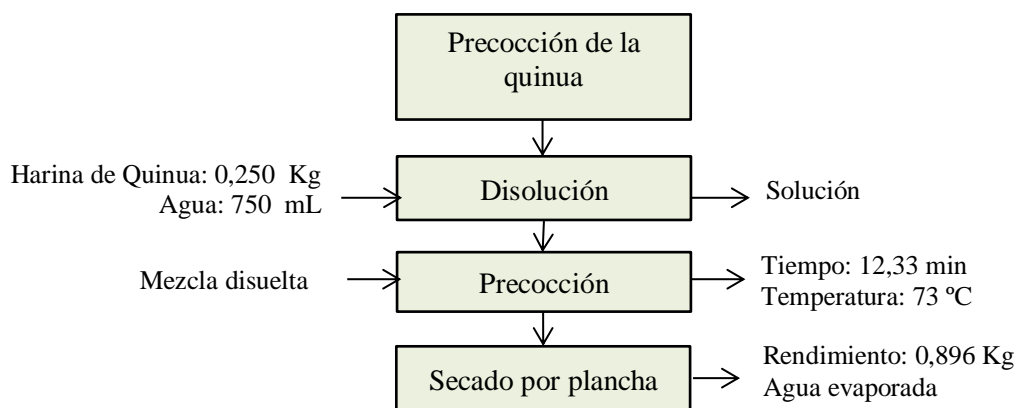 Precocción de la
quinua
Harina de Quinua: 0,250 Kg
Agua: 750 mL
Disolución
Solución
Mezcla disuelta
Precocción
Tiempo: 12,33 min
Temperatura: 73 ºC
Secado por plancha
Rendimiento: 0,896 Kg
Agua evaporada